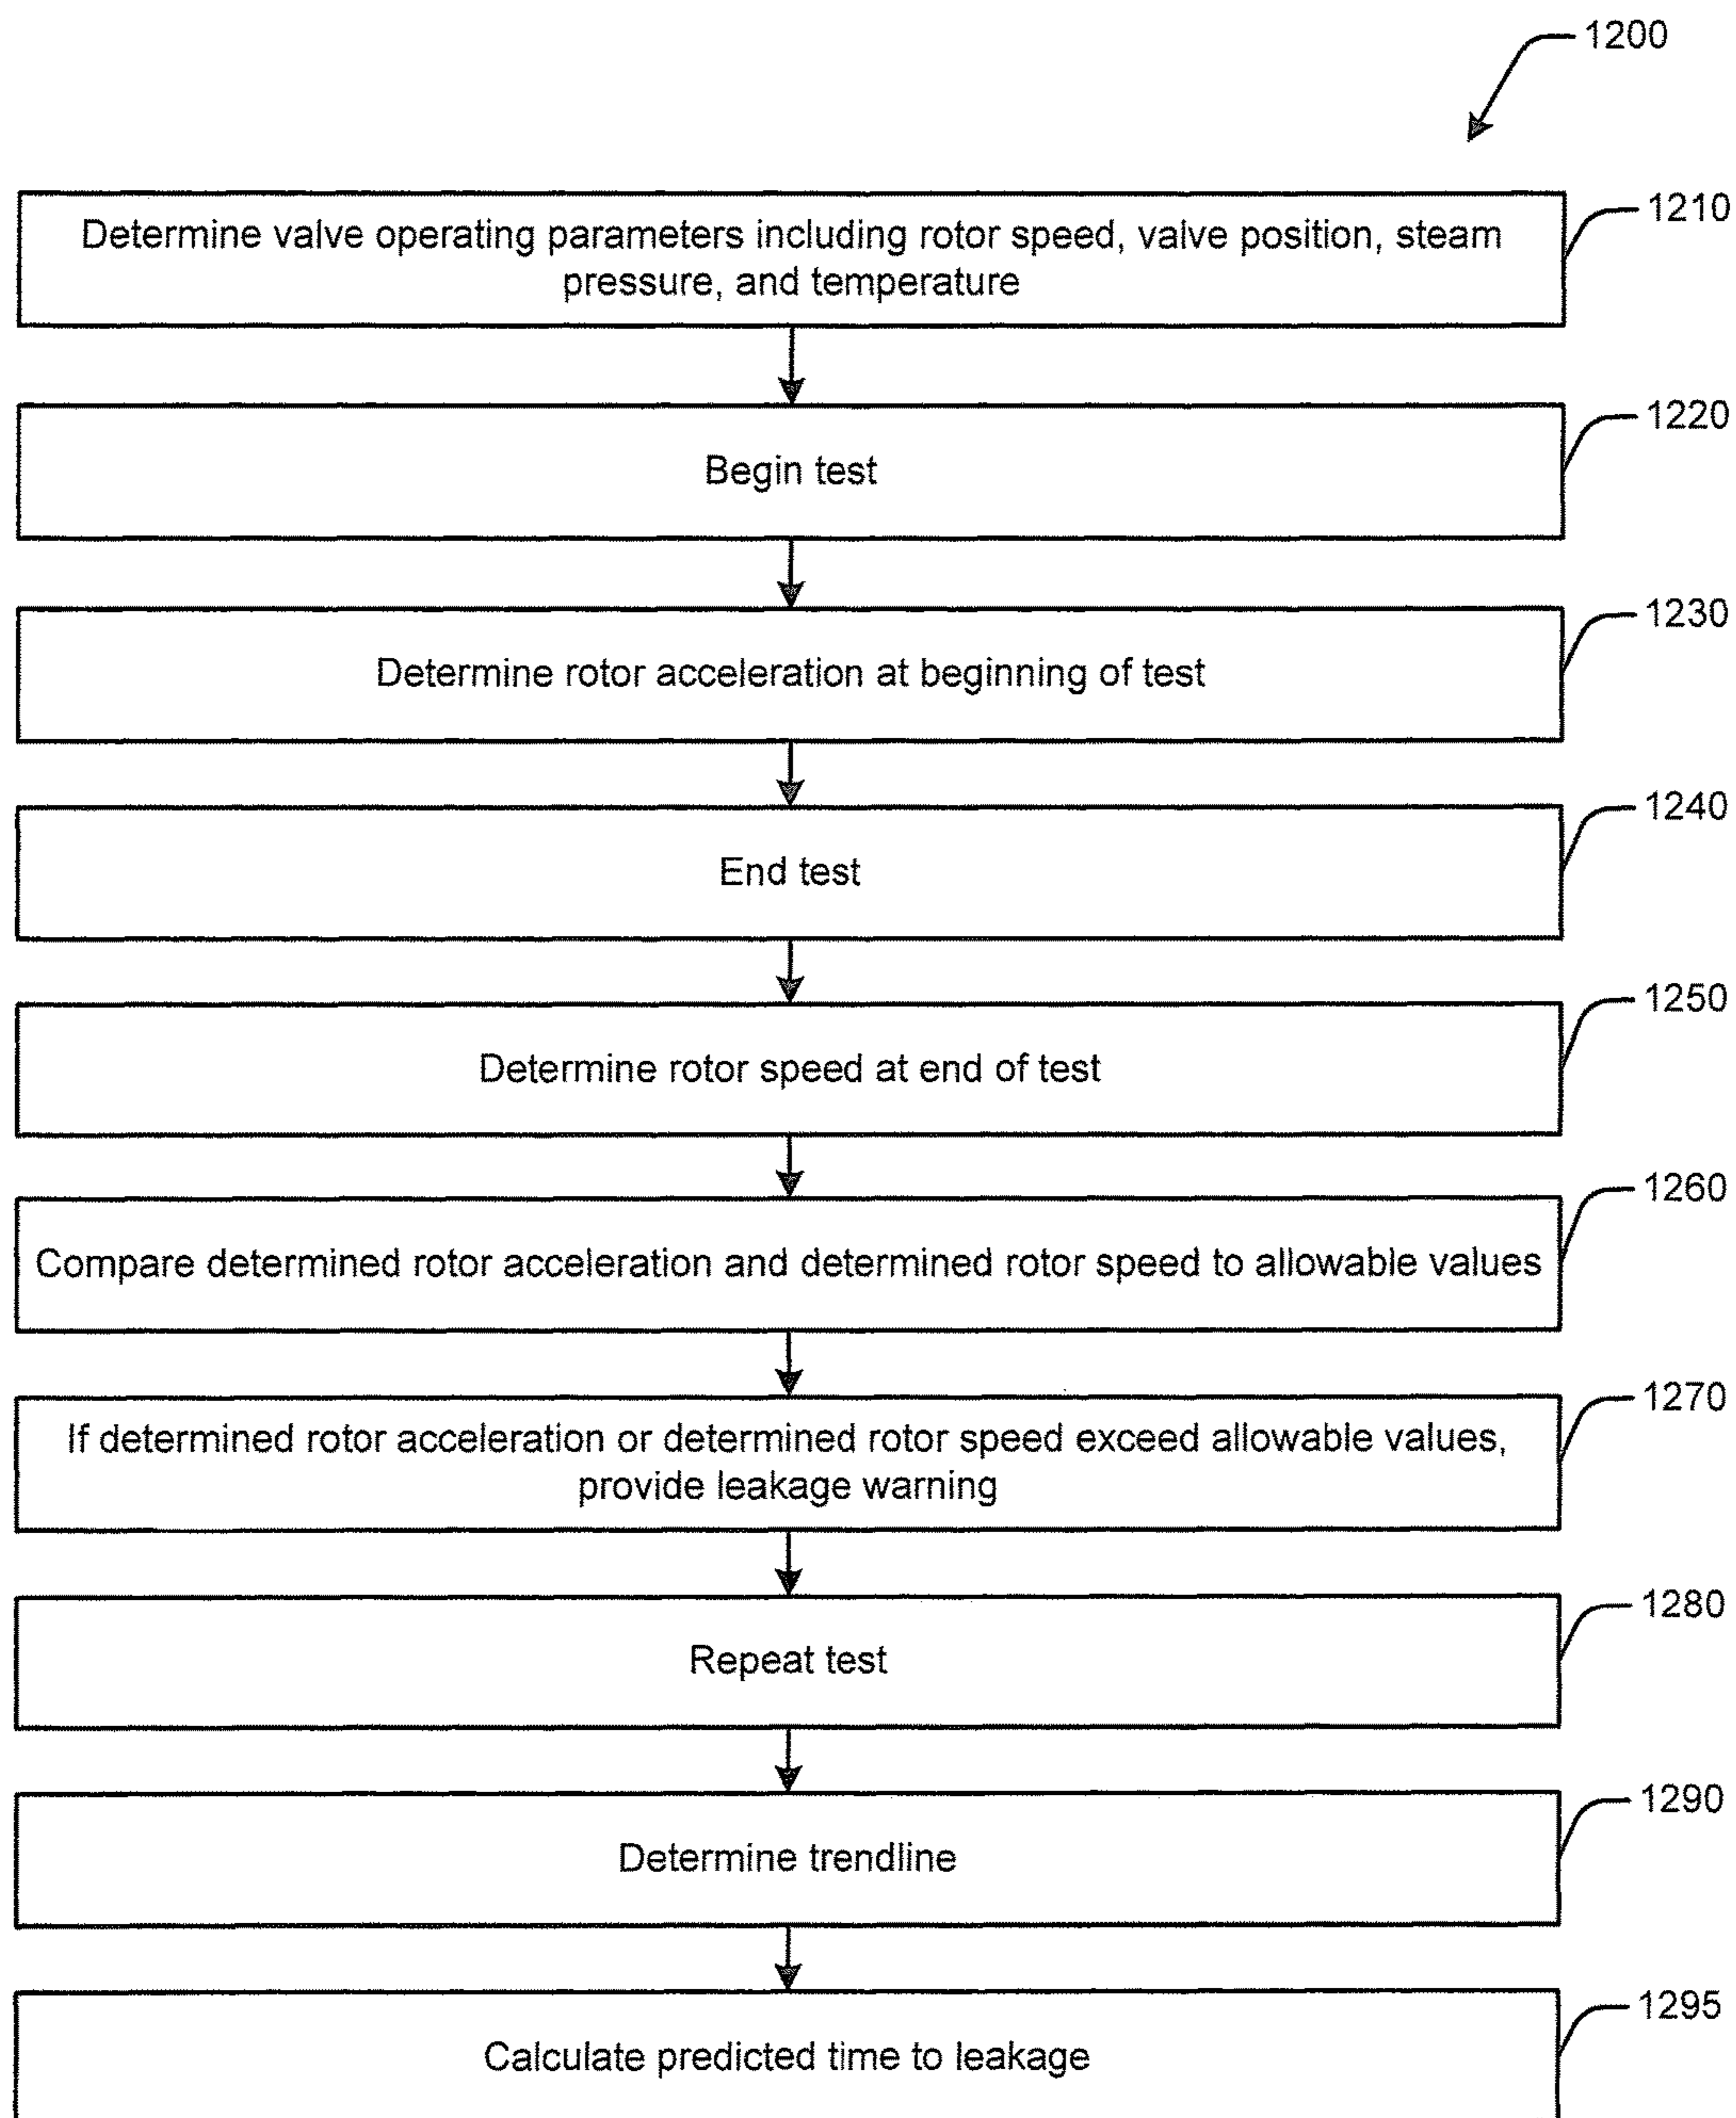 1200
1210
Determine valve operating parameters including rotor speed, valve position, steam
pressure, and temperature
1220
Begin test
1230
Determine rotor acceleration at beginning of test
1240
End test
1250
Determine rotor speed at end of test
1260
Compare determined rotor acceleration and determined rotor speed to allowable values
1270
If determined rotor acceleration or determined rotor speed exceed allowable values,
provide leakage warning
1280
Repeat test
1290
Determine trendline
1295
Calculate predicted time to leakage